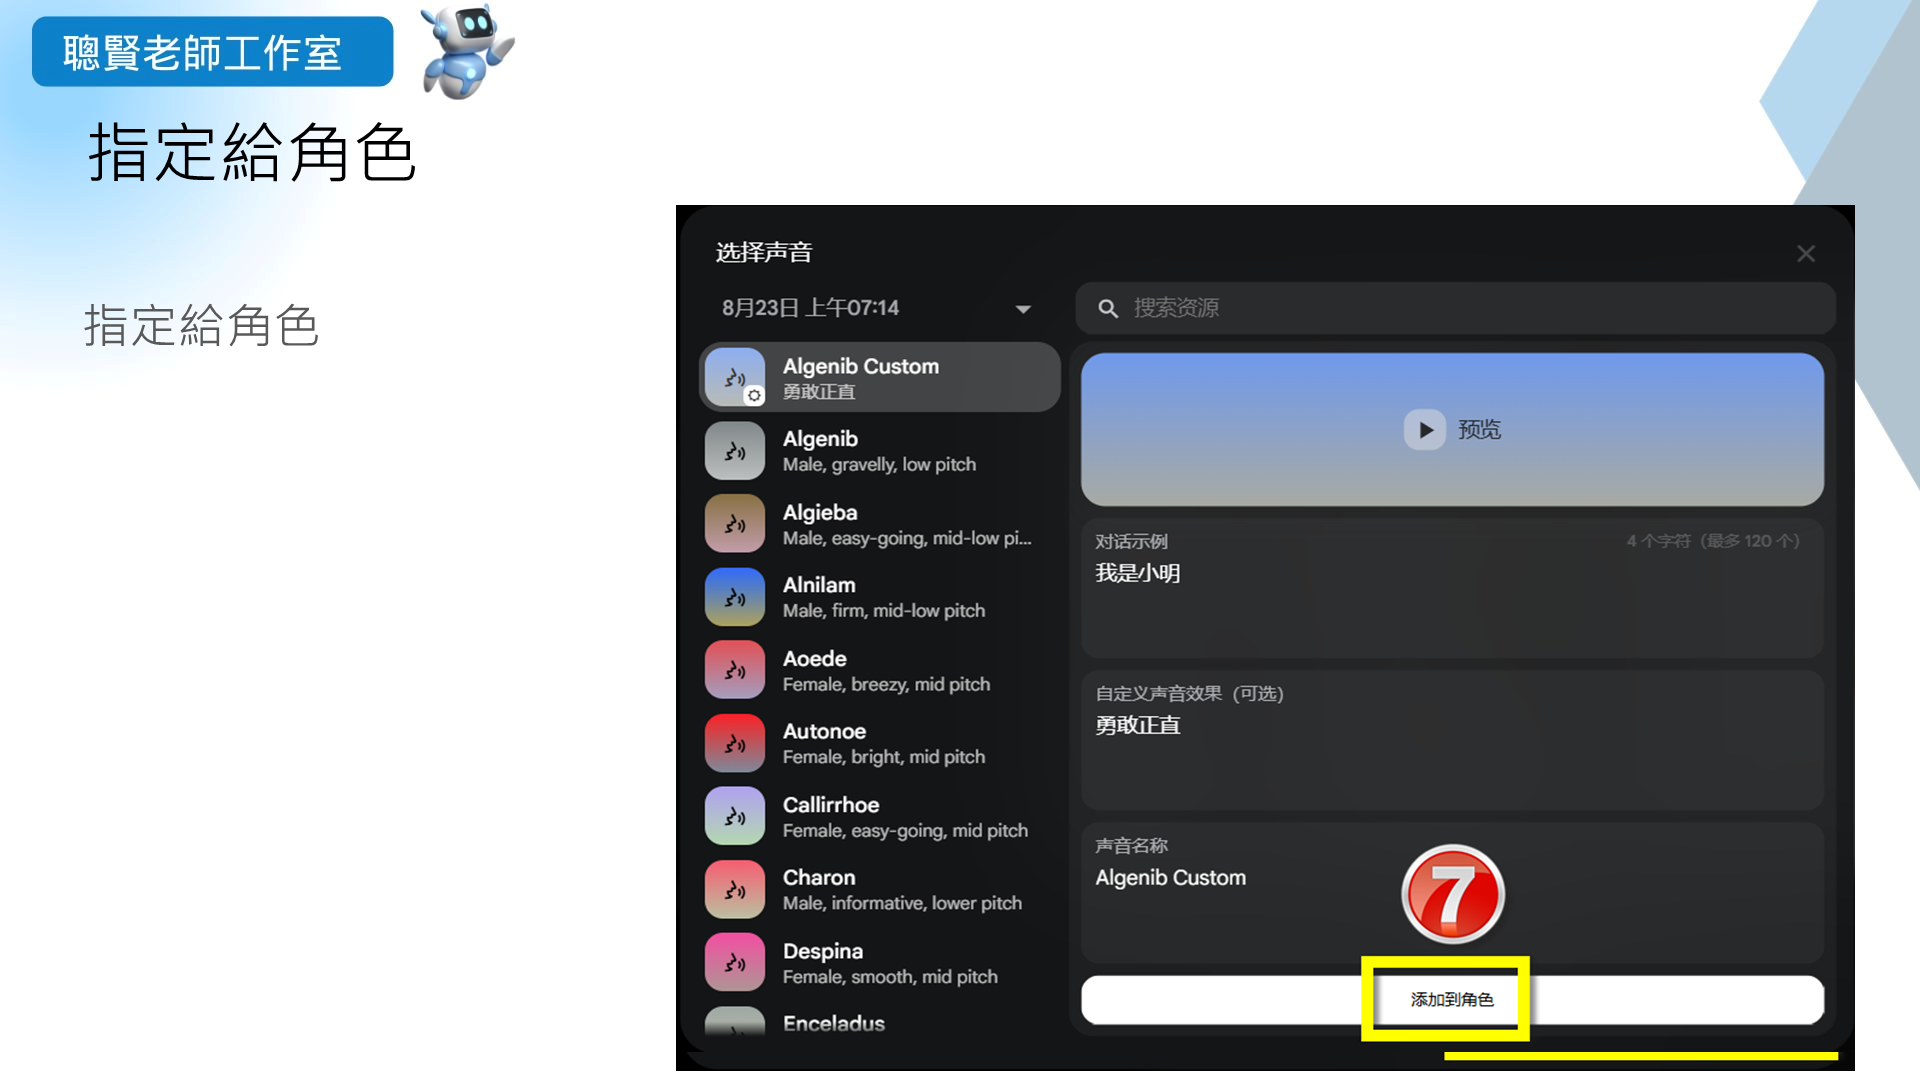 聰賢老師工作室
指定給角色
指定給角色
选择声音
8月23日 上午07:14
搜索资源
Algenib Custom
勇敢正直
Algenib
Male, gravelly, low pitch
Algieba
Male, easy-going, mid-low pi...
Alnilam
Male, firm, mid-low pitch
Aoede
Female, breezy, mid pitch
Autonoe
Female, bright, mid pitch
Callirrhoe
Female, easy-going, mid pitch
Charon
Male, informative, lower pitch
Despina
Female, smooth, mid pitch
Enceladus
预览
对话示例
4 个字符（最多 120 个）
我是小明
自定义声音效果（可选）
勇敢正直
声音名称
Algenib Custom
7
添加到角色